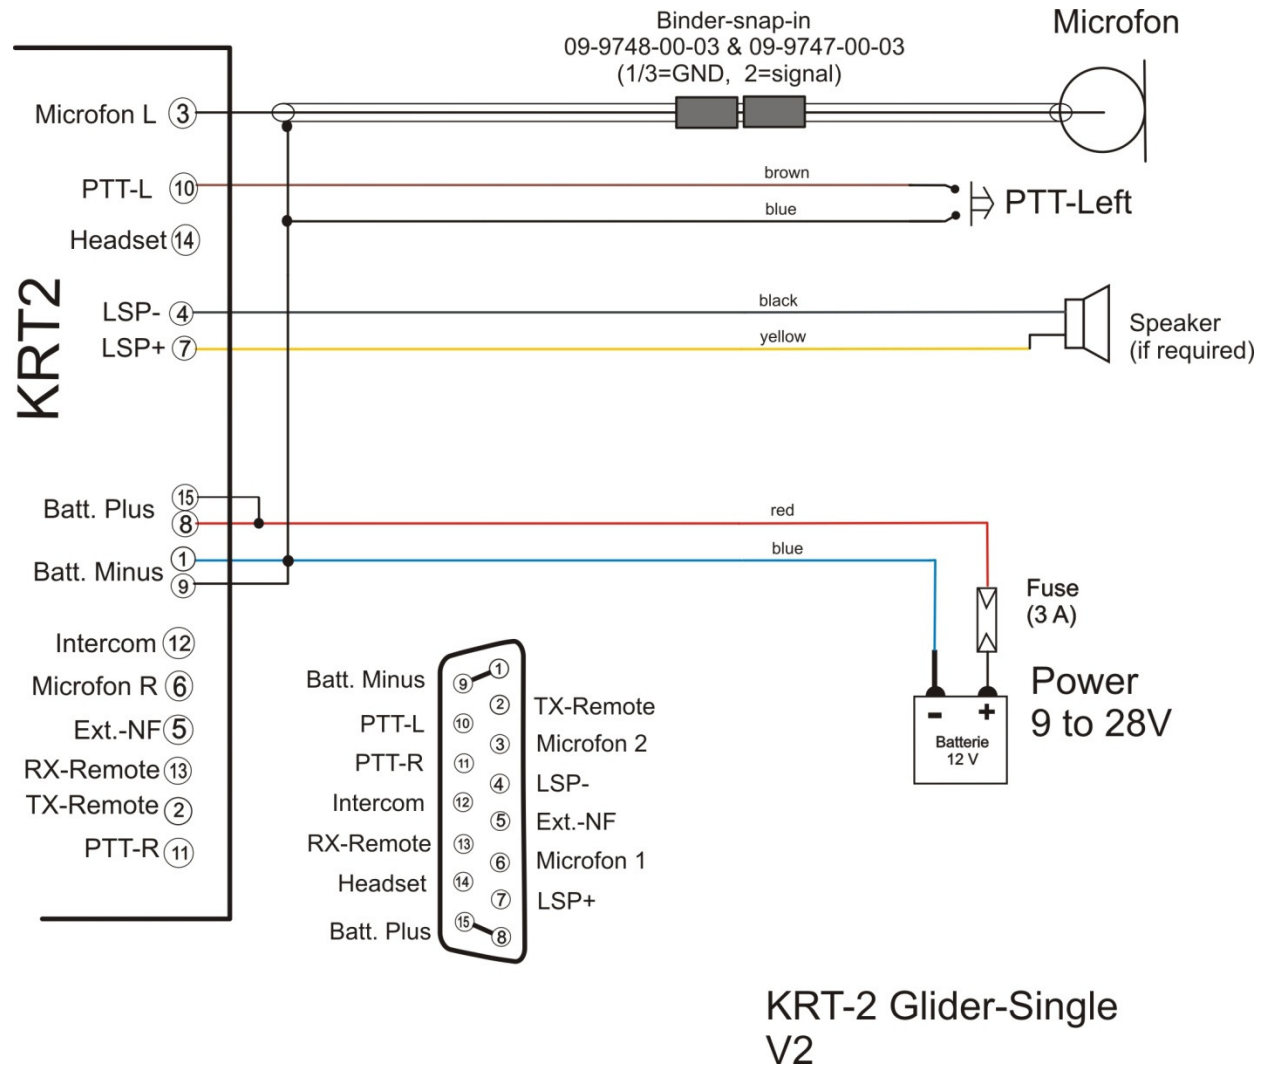 Binder-snap-in
09-9748-00-03 & 09-9747-00-03
(1/3=GND, 2=signal)
Microfon
KRT2
Microfon L 3
PTT-L 10
Headset 14
LSP- 4
LSP+ 7
Batt. Plus 15
8
Batt. Minus 1
9
Intercom 12
Microfon R 6
Ext.-NF 5
RX-Remote 13
TX-Remote 2
PTT-R 11
brown
blue
PTT-Left
black
yellow
Speaker
(if required)
red
blue
Fuse
(3 A)
Power
9 to 28V
- +
Batterie
12 V
Batt. Minus 9 1
2 TX-Remote
PTT-L 10
3 Microfon 2
PTT-R 11
4 LSP-
Intercom 12
5 Ext.-NF
RX-Remote 13
6 Microfon 1
Headset 14
7 LSP+
Batt. Plus 15 8
KRT-2 Glider-Single
V2